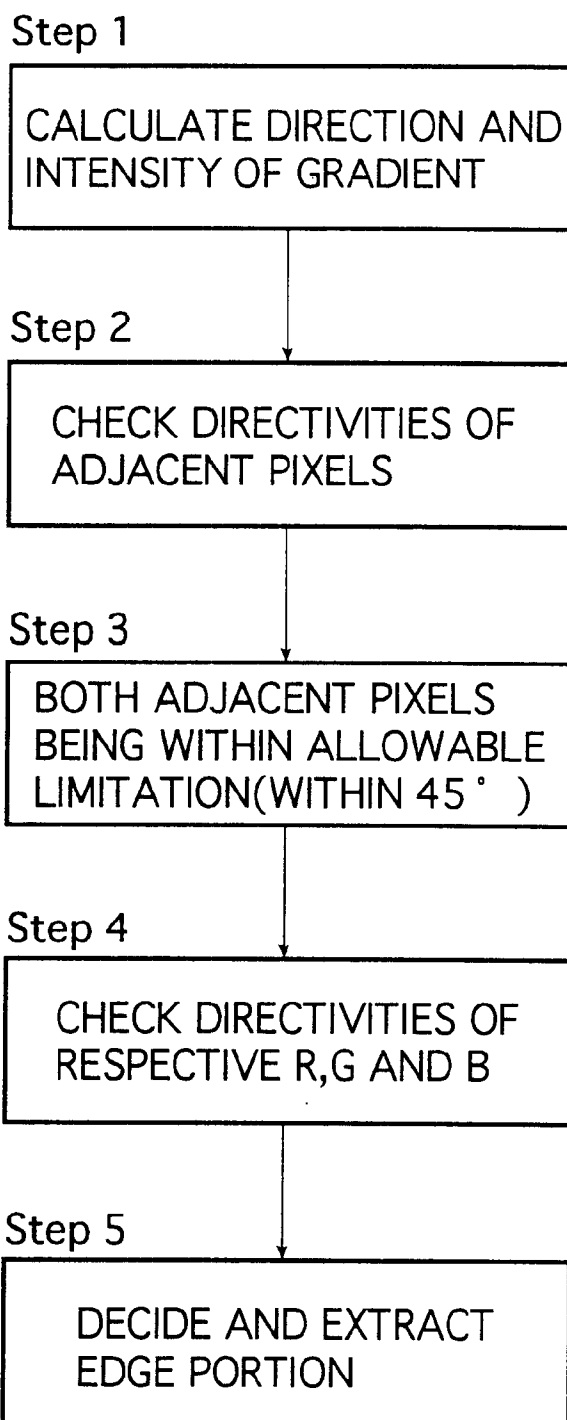 Step 1
CALCULATE DIRECTION AND
INTENSITY OF GRADIENT
Step 2
CHECK DIRECTIVITIES OF
ADJACENT PIXELS
Step 3
BOTH ADJACENT PIXELS
BEING WITHIN ALLOWABLE
LIMITATION(WITHIN 45° )
Step 4
CHECK DIRECTIVITIES OF
RESPECTIVE R,G AND B
Step 5
DECIDE AND EXTRACT
EDGE PORTION